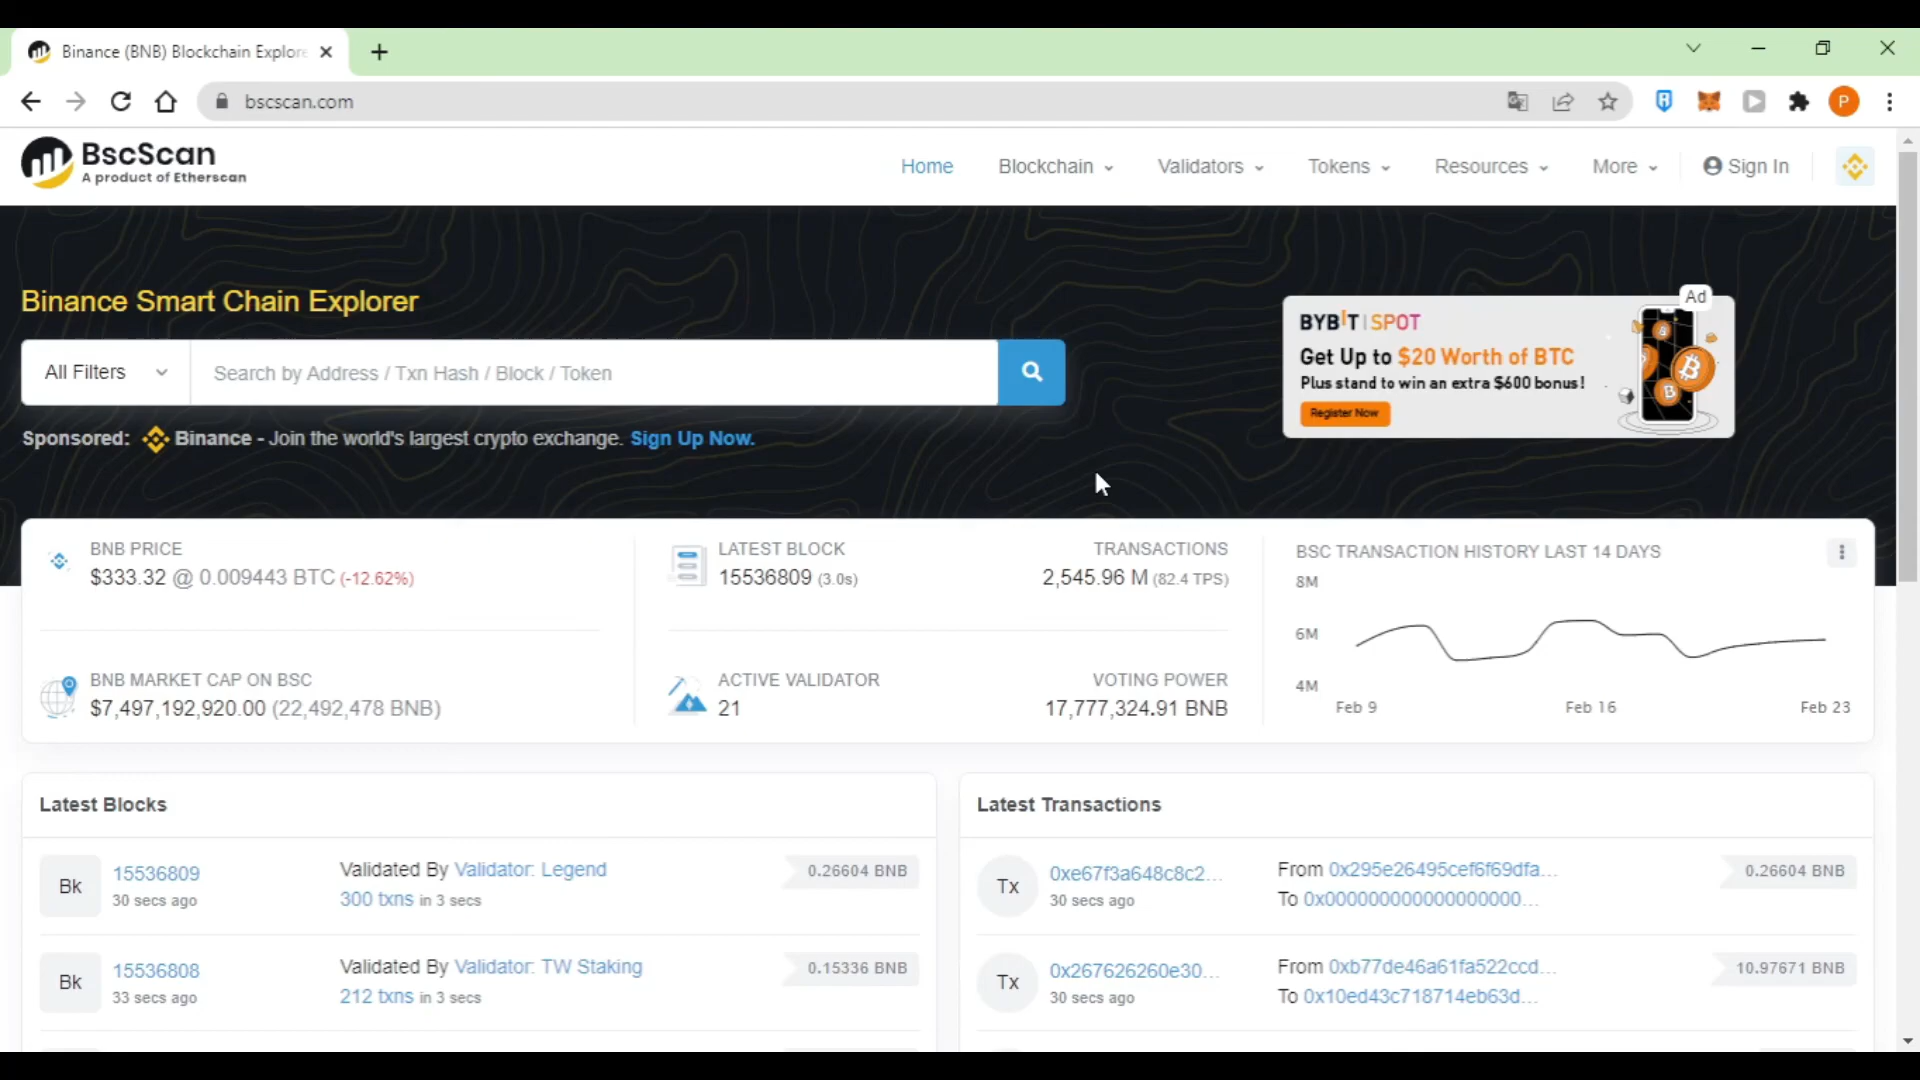 Binance (BNB) Blockchain Explore
bscscan.com
P
BscScan
A product of Etherscan
Home
Blockchain
Validators
Tokens
Resources
More
Sign In
Binance Smart Chain Explorer
All Filters
Search by Address / Txn Hash / Block / Token
Sponsored: Binance - Join the world's largest crypto exchange. Sign Up Now.
Ad
BYBIT | SPOT
Get Up to $20 Worth of BTC
Plus stand to win an extra $600 bonus!
Register Now
BNB PRICE
$333.32 @ 0.009443 BTC (-12.62%)
BNB MARKET CAP ON BSC
$7,497,192,920.00 (22,492,478 BNB)
LATEST BLOCK
15536809 (3.0s)
TRANSACTIONS
2,545.96 M (82.4 TPS)
ACTIVE VALIDATOR
21
VOTING POWER
17,777,324.91 BNB
BSC TRANSACTION HISTORY LAST 14 DAYS
8M
6M
4M
Feb 9
Feb 16
Feb 23
Latest Blocks
Bk
15536809
30 secs ago
Validated By Validator: Legend
300 txns in 3 secs
0.26604 BNB
Bk
15536808
33 secs ago
Validated By Validator: TW Staking
212 txns in 3 secs
0.15336 BNB
Latest Transactions
Tx
0xe67f3a648c8c2...
30 secs ago
From 0x295e26495cef6f69dfa...
To 0x000000000000000000...
0.26604 BNB
Tx
0x267626260e30...
30 secs ago
From 0xb77de46a61fa522ccd...
To 0x10ed43c718714eb63d...
10.97671 BNB